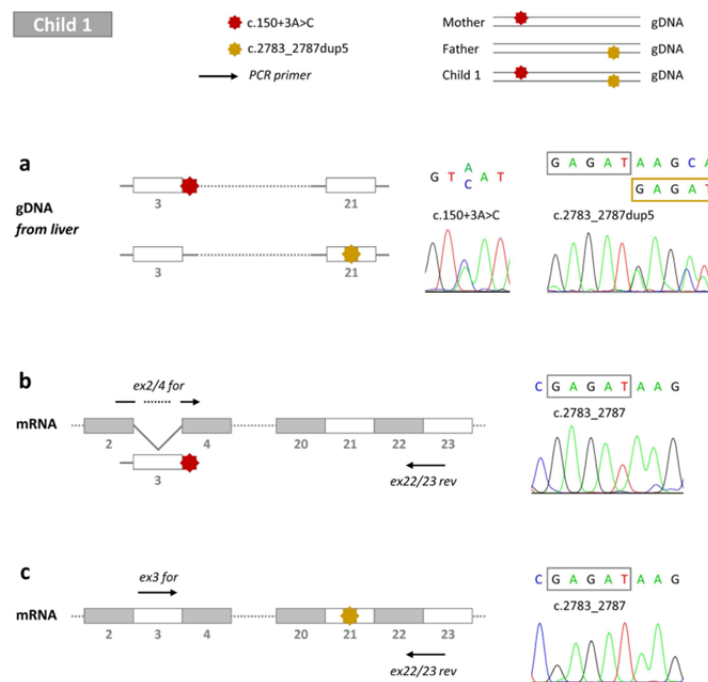 Child 1
c.150+3A>C
c.2783_2787dup5
PCR primer
Mother gDNA
Father gDNA
Child 1 gDNA
a
gDNA
from liver
3
21
3
21
A
G T C A T
c.150+3A>C
G A G A T A A G C A
G A G A T
c.2783_2787dup5
b
ex2/4 for
mRNA
2 4 20 21 22 23
3
ex22/23 rev
C G A G A T A A G
c.2783_2787
c
ex3 for
mRNA
2 3 4 20 21 22 23
ex22/23 rev
C G A G A T A A G
c.2783_2787